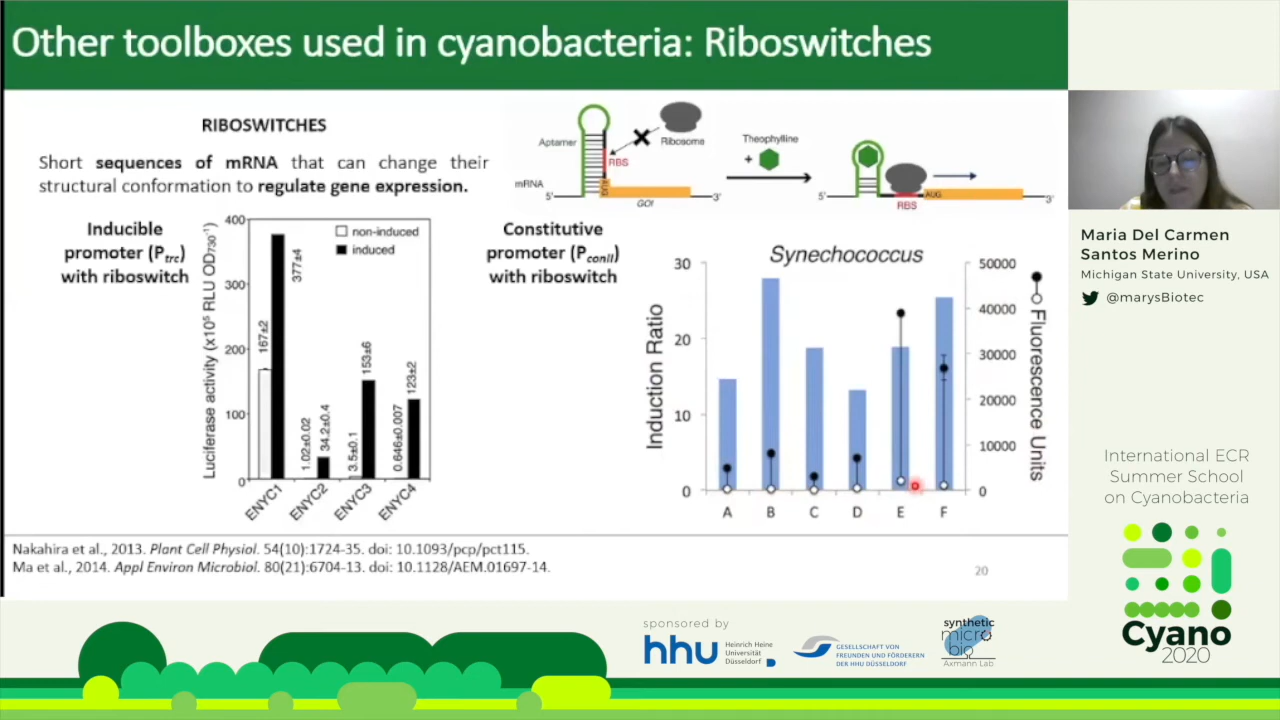 Other toolboxes used in cyanobacteria: Riboswitches
RIBOSWITCHES
Short sequences of mRNA that can change their
structural conformation to regulate gene expression.
Aptamer
Ribosome
RBS
mRNA
5'
AUG
GOI
3'
Theophylline
+
5'
RBS
AUG
3'
Inducible
promoter (Ptrc)
with riboswitch
Luciferase activity (x10⁵ RLU OD730⁻¹)
400
300
200
100
0
non-induced
induced
167±2
377±4
1.02±0.02
34.2±0.4
3.5±0.1
153±6
0.646±0.007
123±2
ENYC1
ENYC2
ENYC3
ENYC4
Constitutive
promoter (PconII)
with riboswitch
Synechococcus
Induction Ratio
30
20
10
0
50000
40000
30000
20000
10000
0
Fluorescence Units
A B C D E F
Nakahira et al., 2013. Plant Cell Physiol. 54(10):1724-35. doi: 10.1093/pcp/pct115.
Ma et al., 2014. Appl Environ Microbiol. 80(21):6704-13. doi: 10.1128/AEM.01697-14.
20
Maria Del Carmen
Santos Merino
Michigan State University, USA
@marysBiotec
International ECR
Summer School
on Cyanobacteria
Cyano
2020
sponsored by
hhu
Heinrich Heine
Universität
Düsseldorf
GESELLSCHAFT VON
FREUNDEN UND FÖRDERERN
DER HHU DÜSSELDORF
synthetic
microbio
Axmann Lab